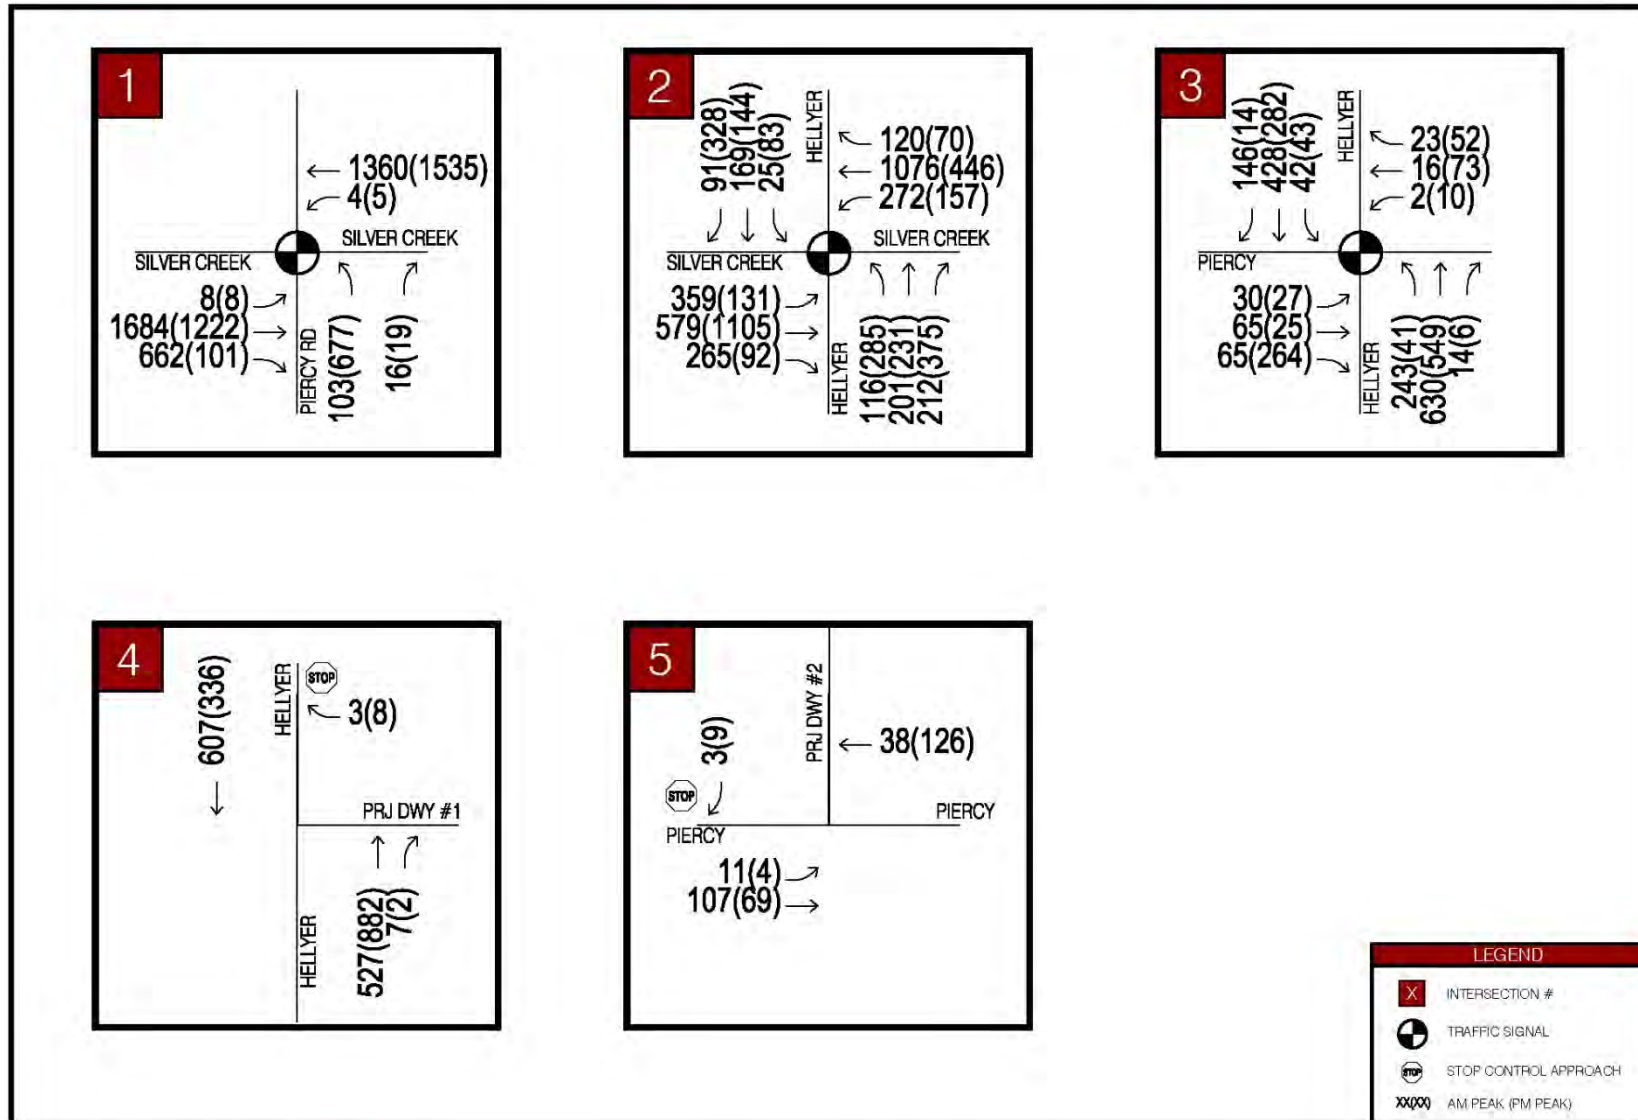 1
1360(1535)
4(5)
SILVER CREEK
SILVER CREEK
8(8)
1684(1222)
662(101)
PIERCY RD
103(677)
16(19)
2
91(328)
169(144)
25(83)
HELLYER
120(70)
1076(446)
272(157)
SILVER CREEK
SILVER CREEK
359(131)
579(1105)
265(92)
HELLYER
116(285)
201(231)
212(375)
3
146(14)
428(282)
42(43)
HELLYER
23(52)
16(73)
2(10)
PIERCY
30(27)
65(25)
65(264)
HELLYER
243(41)
630(549)
14(6)
4
607(336)
HELLYER
STOP
3(8)
PRJ DWY #1
HELLYER
527(882)
7(2)
5
3(9)
PRJ DWY #2
38(126)
STOP
PIERCY
PIERCY
11(4)
107(69)
LEGEND
X INTERSECTION #
TRAFFIC SIGNAL
STOP STOP CONTROL APPROACH
XX(XX) AM PEAK (PM PEAK)